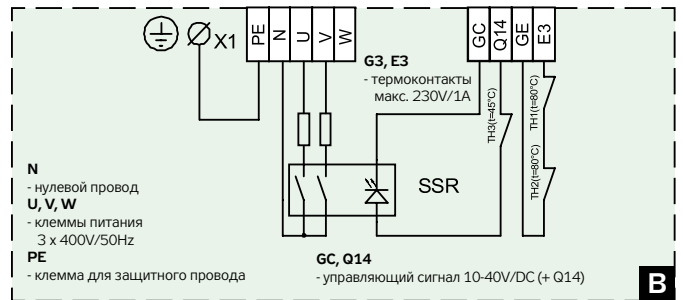 X1
PE
N
U
V
W
GC
Q14
GE
E3
G3, E3
- термоконтакты
макс. 230V/1A
TH3(t=45°C)
TH1(t=80°C)
TH2(t=80°C)
SSR
N
- нулевой провод
U, V, W
- клеммы питания
3 x 400V/50Hz
PE
- клемма для защитного провода
GC, Q14
- управляющий сигнал 10-40V/DC (+ Q14)
B